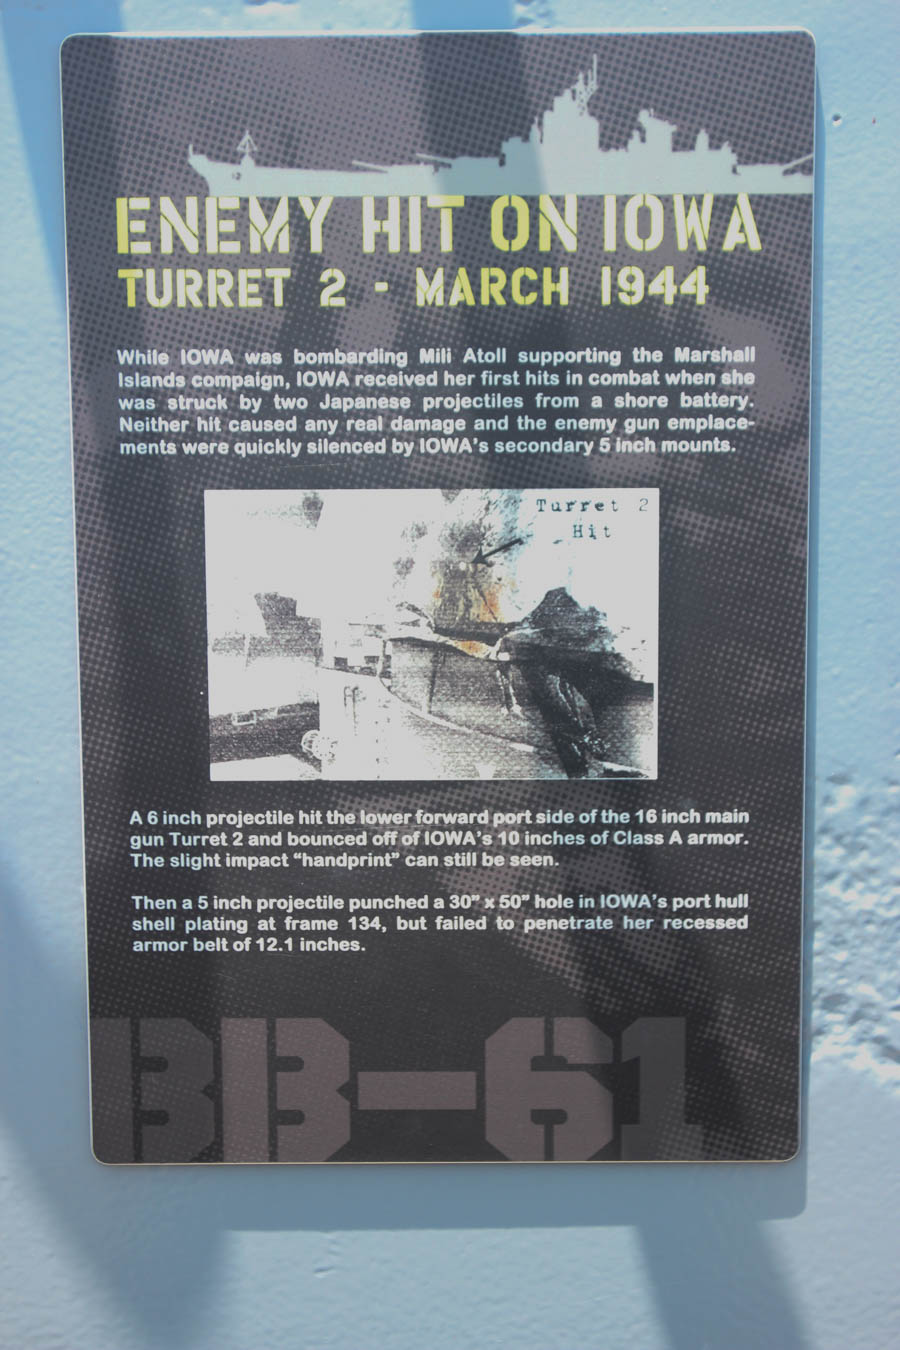 ENEMY HIT ON IOWA
TURRET 2 - MARCH 1944
While IOWA was bombarding Mili Atoll supporting the Marshall
Islands compaign, IOWA received her first hits in combat when she
was struck by two Japanese projectiles from a shore battery.
Neither hit caused any real damage and the enemy gun emplace-
ments were quickly silenced by IOWA's secondary 5 inch mounts.
Turret 2
Hit
A 6 inch projectile hit the lower forward port side of the 16 inch main
gun Turret 2 and bounced off of IOWA's 10 inches of Class A armor.
The slight impact "handprint" can still be seen.
Then a 5 inch projectile punched a 30" x 50" hole in IOWA's port hull
shell plating at frame 134, but failed to penetrate her recessed
armor belt of 12.1 inches.
BB-61